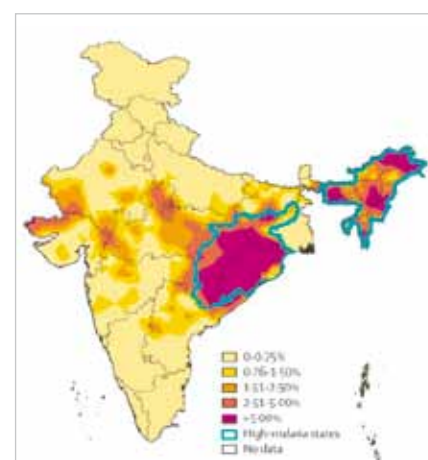 0-0.75%
0.76-1.50%
1.51-2.50%
2.51-5.00%
>5.00%
High-malaria states
No data